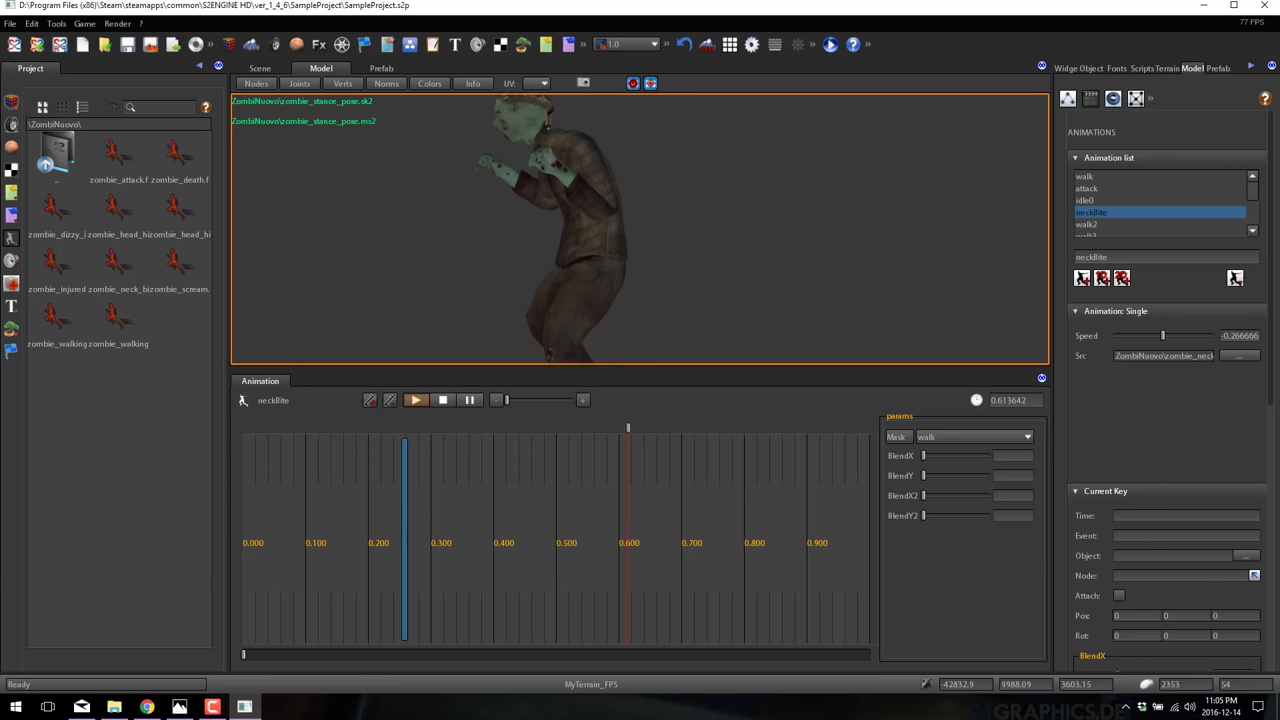 D:\Program Files (x86)\Steam\steamapps\common\S2ENGINE HD\ver_1_4_6\SampleProject\SampleProject.s2p
File Edit Tools Game Render ?
77 FPS
1.0
Project
Scene Model Prefab
Widge Object Fonts Scripts Terrain Model Prefab
Nodes Joints Verts Norms Colors Info UV:
\ZombiNuovo\
ZombiNuovo\zombie_stance_pose.sk2
ZombiNuovo\zombie_stance_pose.ms2
..
zombie_attack.f zombie_death.f
zombie_dizzy_i zombie_head_hi zombie_head_hi
zombie_injured zombie_neck_bi zombie_scream.
zombie_walking zombie_walking
ANIMATIONS
Animation list
walk
attack
idle0
neckBite
walk2
neckBite
Animation: Single
Speed -0.266666
Src ZombiNuovo\zombie_neck ...
Animation
neckBite
- +
0.613642
params
Mask walk
BlendX
BlendY
BlendX2
BlendY2
0.000 0.100 0.200 0.300 0.400 0.500 0.600 0.700 0.800 0.900
Current Key
Time:
Event:
Object: ...
Node:
Attach:
Pos: 0 0 0
Rot: 0 0 0
BlendX
Ready
MyTerrain_FPS
-42832.9 9988.09 3603.15 2353 54
11:05 PM
2016-12-14